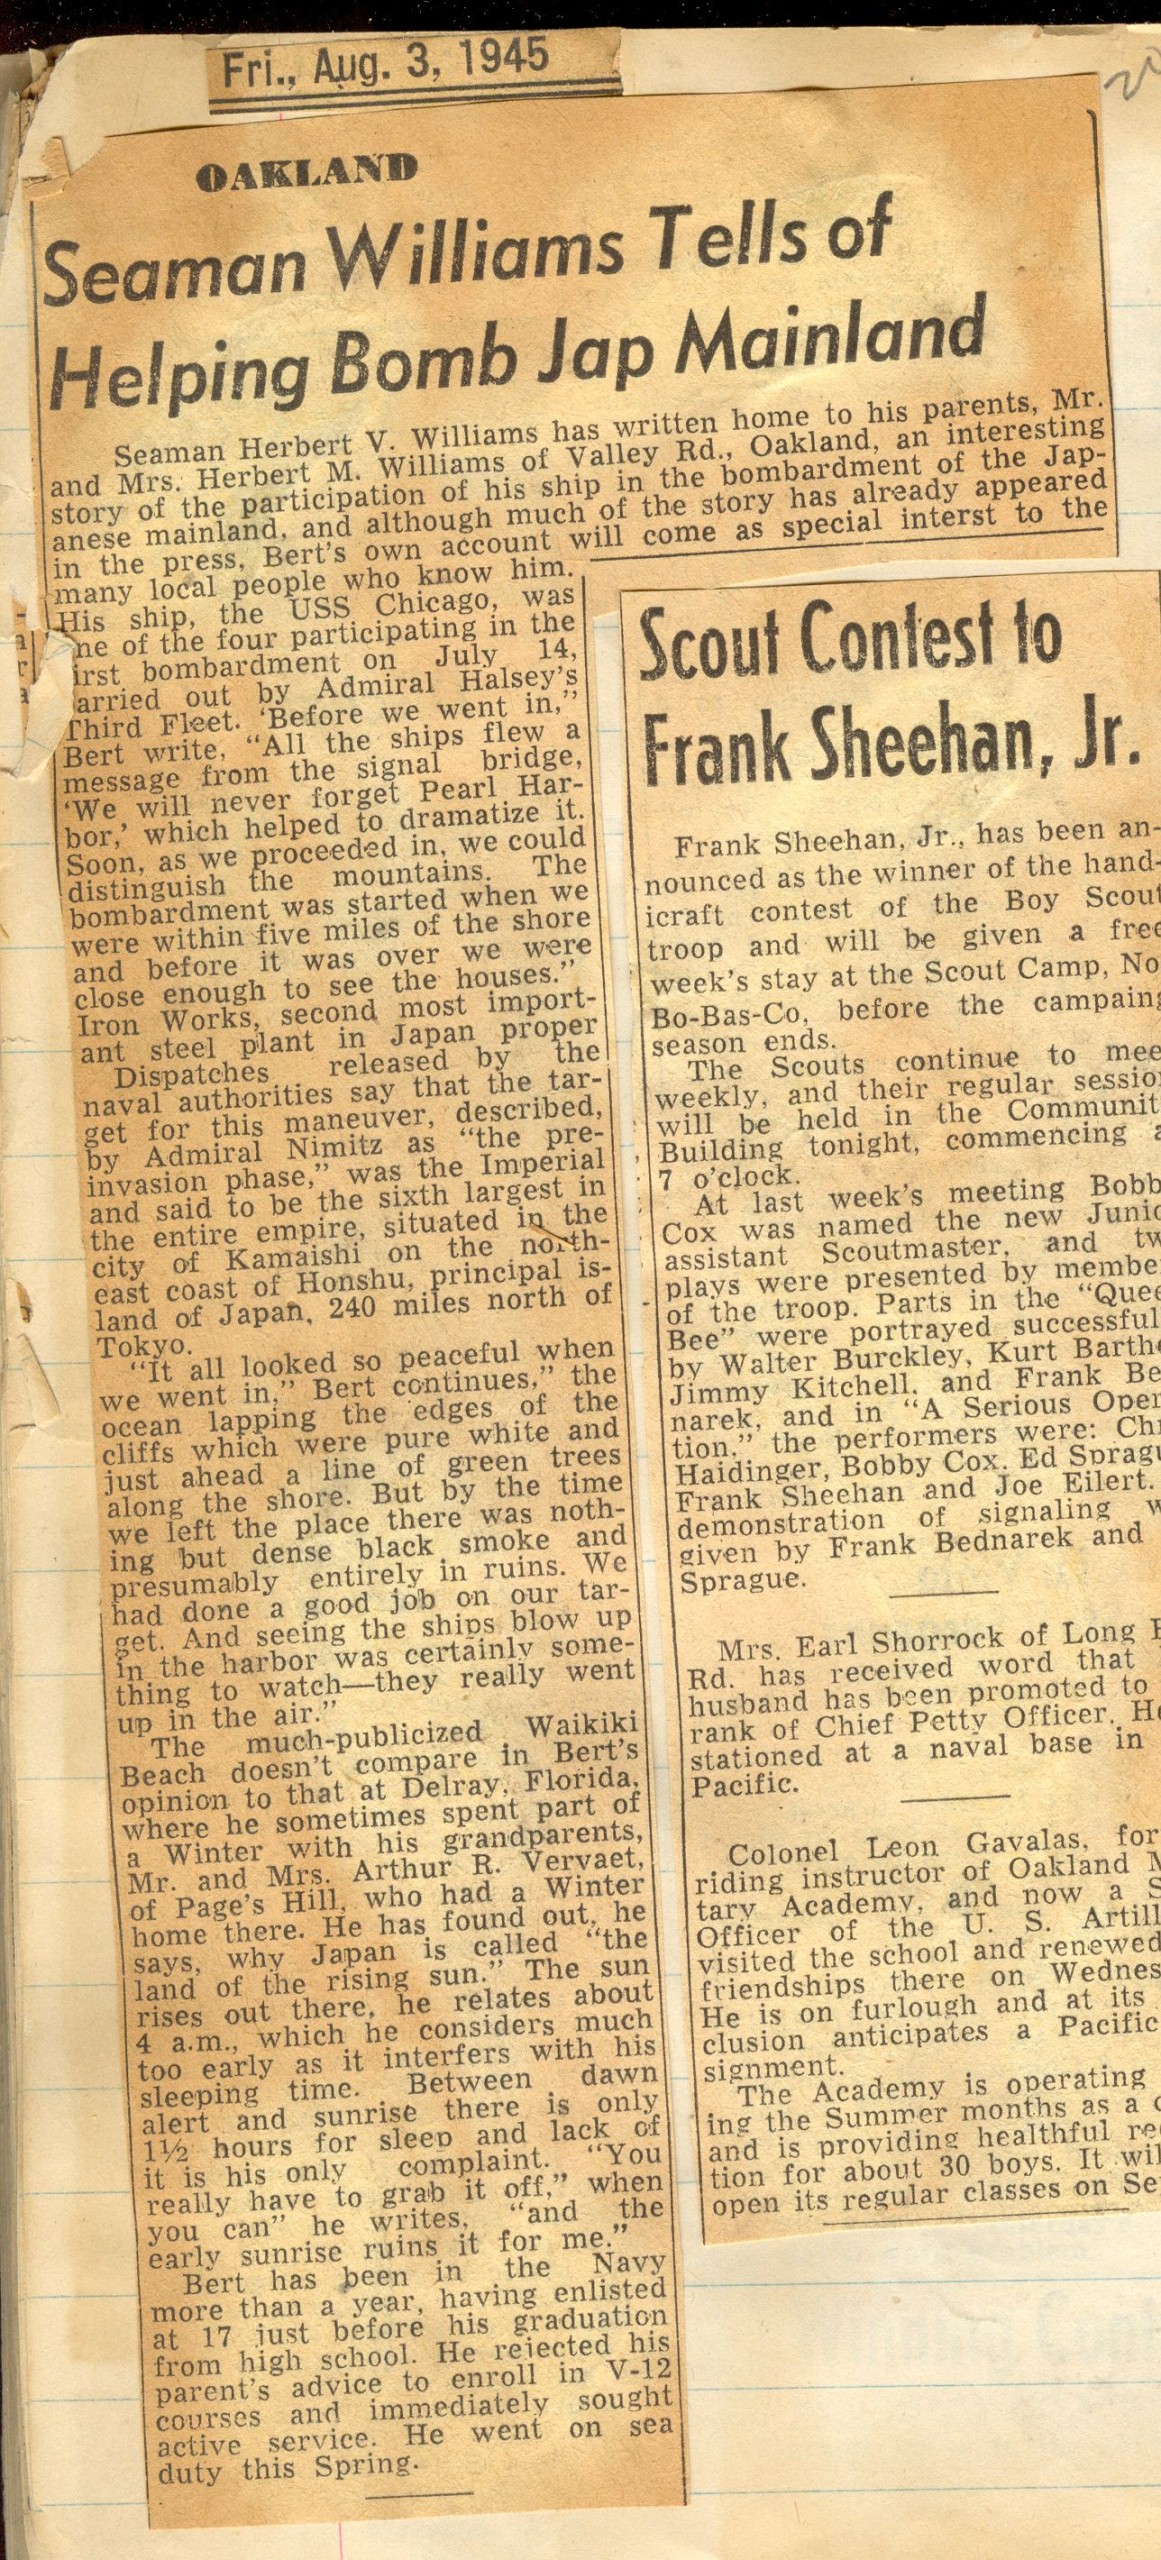 Fri., Aug. 3, 1945
OAKLAND
Seaman Williams Tells of
Helping Bomb Jap Mainland
Seaman Herbert V. Williams has written home to his parents, Mr.
and Mrs. Herbert M. Williams of Valley Rd., Oakland, an interesting
story of the participation of his ship in the bombardment of the Jap-
anese mainland, and although much of the story has already appeared
in the press, Bert's own account will come as special interst to the
many local people who know him.
His ship, the USS Chicago, was
ne of the four participating in the
irst bombardment on July 14,
arried out by Admiral Halsey's
Third Fleet. 'Before we went in,"
Bert write, "All the ships flew a
message from the signal bridge,
'We will never forget Pearl Har-
bor,' which helped to dramatize it.
Soon, as we proceeded in, we could
distinguish the mountains. The
bombardment was started when we
were within five miles of the shore
and before it was over we were
close enough to see the houses."
Iron Works, second most import-
ant steel plant in Japan proper
Dispatches released by the
naval authorities say that the tar-
get for this maneuver, described,
by Admiral Nimitz as "the pre-
invasion phase," was the Imperial
and said to be the sixth largest in
the entire empire, situated in the
city of Kamaishi on the north-
east coast of Honshu, principal is-
land of Japan, 240 miles north of
Tokyo.
"It all looked so peaceful when
we went in," Bert continues," the
ocean lapping the edges of the
cliffs which were pure white and
just ahead a line of green trees
along the shore. But by the time
we left the place there was noth-
ing but dense black smoke and
presumably entirely in ruins. We
had done a good job on our tar-
get. And seeing the ships blow up
in the harbor was certainly some-
thing to watch—they really went
up in the air."
The much-publicized Waikiki
Beach doesn't compare in Bert's
opinion to that at Delray, Florida,
where he sometimes spent part of
a Winter with his grandparents,
Mr. and Mrs. Arthur R. Vervaet,
of Page's Hill, who had a Winter
home there. He has found out, he
says, why Japan is called "the
land of the rising sun." The sun
rises out there, he relates about
4 a.m., which he considers much
too early as it interfers with his
sleeping time. Between dawn
alert and sunrise there is only
1½ hours for sleep and lack of
it is his only complaint. "You
really have to grab it off," when
you can" he writes, "and the
early sunrise ruins it for me."
Bert has been in the Navy
more than a year, having enlisted
at 17 just before his graduation
from high school. He rejected his
parent's advice to enroll in V-12
courses and immediately sought
active service. He went on sea
duty this Spring.
Scout Contest to
Frank Sheehan, Jr.
Frank Sheehan, Jr., has been an-
nounced as the winner of the hand-
icraft contest of the Boy Scout
troop and will be given a free
week's stay at the Scout Camp, No
Bo-Bas-Co, before the campaing
season ends.
The Scouts continue to mee
weekly, and their regular sessio
will be held in the Communit
Building tonight, commencing a
7 o'clock.
At last week's meeting Bobb
Cox was named the new Junio
assistant Scoutmaster, and tw
plays were presented by membe
of the troop. Parts in the "Quee
Bee" were portrayed successful
by Walter Burckley, Kurt Barth
Jimmy Kitchell, and Frank Be
narek, and in "A Serious Oper
tion," the performers were: Ch
Haidinger, Bobby Cox, Ed Spragu
Frank Sheehan and Joe Eilert.
demonstration of signaling w
given by Frank Bednarek and
Sprague.
Mrs. Earl Shorrock of Long
Rd. has received word that
husband has been promoted to
rank of Chief Petty Officer. He
stationed at a naval base in
Pacific.
Colonel Leon Gavalas, for
riding instructor of Oakland M
tary Academy, and now a S
Officer of the U. S. Artill
visited the school and renewed
friendships there on Wednes
He is on furlough and at its
clusion anticipates a Pacific
signment.
The Academy is operating
ing the Summer months as a c
and is providing healthful re
tion for about 30 boys. It wil
open its regular classes on Se